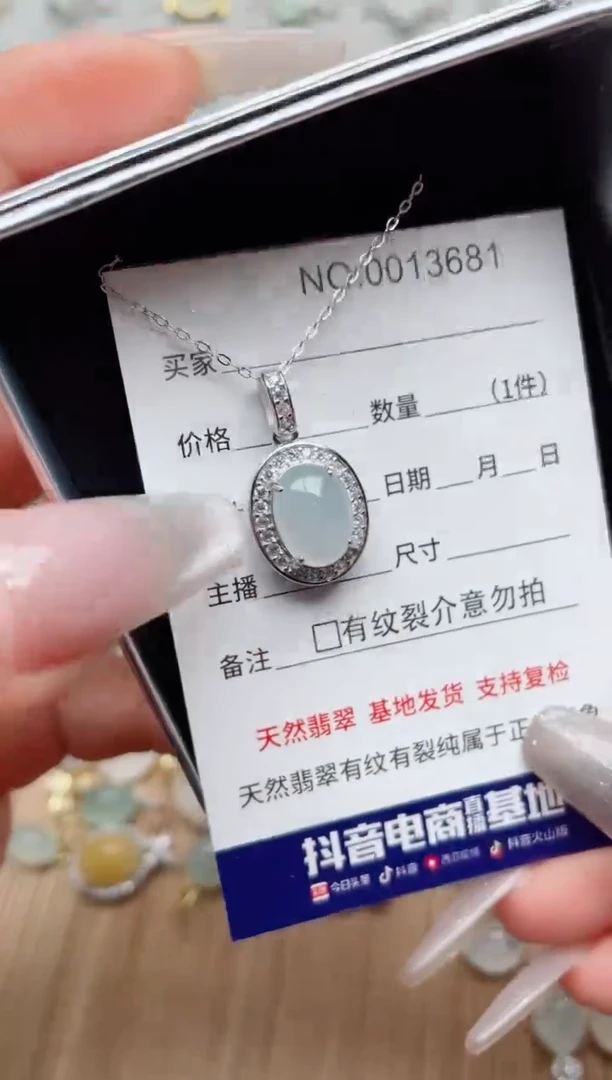 NO.0013681
买家
价格 数量 (1件)
日期 月 日
主播 尺寸
备注 □有纹裂介意勿拍
天然翡翠 基地发货 支持复检
天然翡翠有纹有裂纯属于正
抖音电商直播基地
今日头条 抖音 西瓜视频 抖音火山版